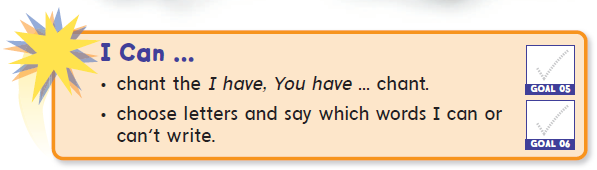 I Can ...
• chant the I have, You have ... chant.
GOAL 05
• choose letters and say which words I can or
can't write.
GOAL 06